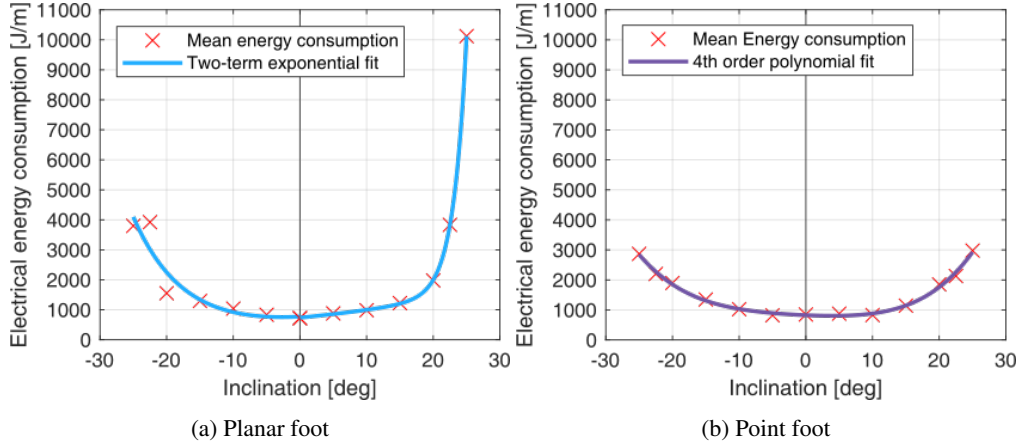 Electrical energy consumption [J/m]
11000
10000
9000
8000
7000
6000
5000
4000
3000
2000
1000
0
Mean energy consumption
Two-term exponential fit
-30 -20 -10 0 10 20 30
Inclination [deg]
(a) Planar foot
Electrical energy consumption [J/m]
11000
10000
9000
8000
7000
6000
5000
4000
3000
2000
1000
0
Mean Energy consumption
4th order polynomial fit
-30 -20 -10 0 10 20 30
Inclination [deg]
(b) Point foot